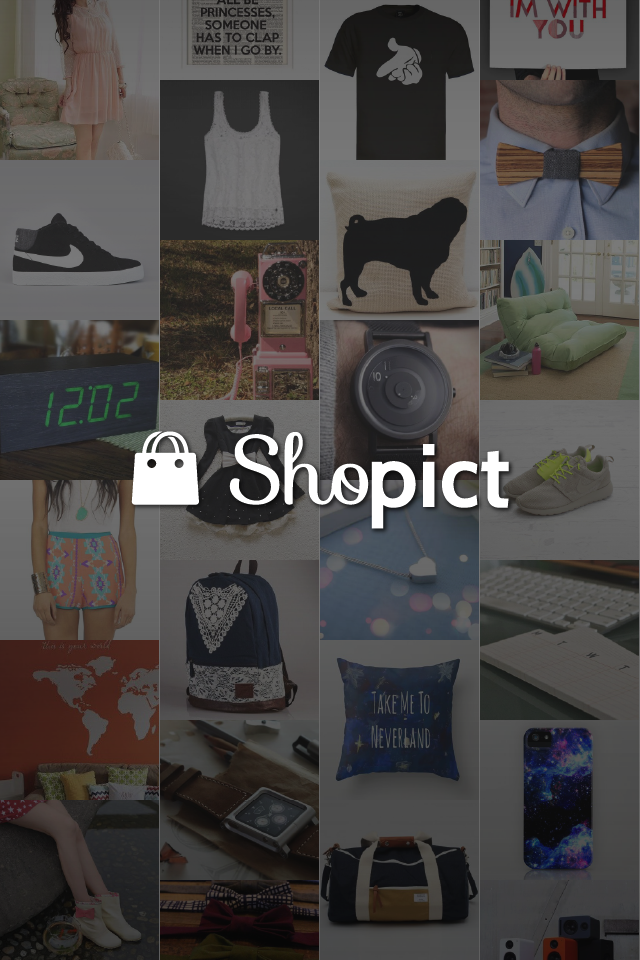 ALL BE
PRINCESSES,
SOMEONE
HAS TO CLAP
WHEN I GO BY.
IM WITH
YOU
12:02
Shopict
TAKE ME TO
NEVERLAND